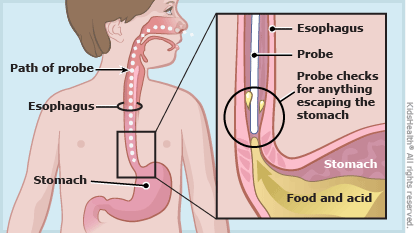 Path of probe
Esophagus
Stomach
Esophagus
Probe
Probe checks
for anything
escaping the
stomach
Stomach
Food and acid
KidsHealth® All rights reserved.